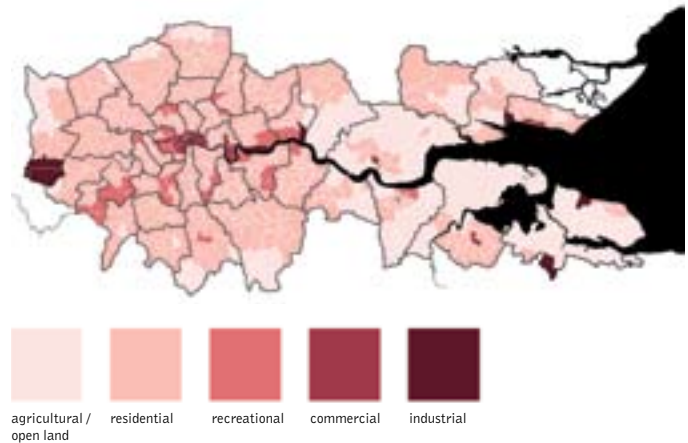 agricultural / residential recreational commercial industrial
open land